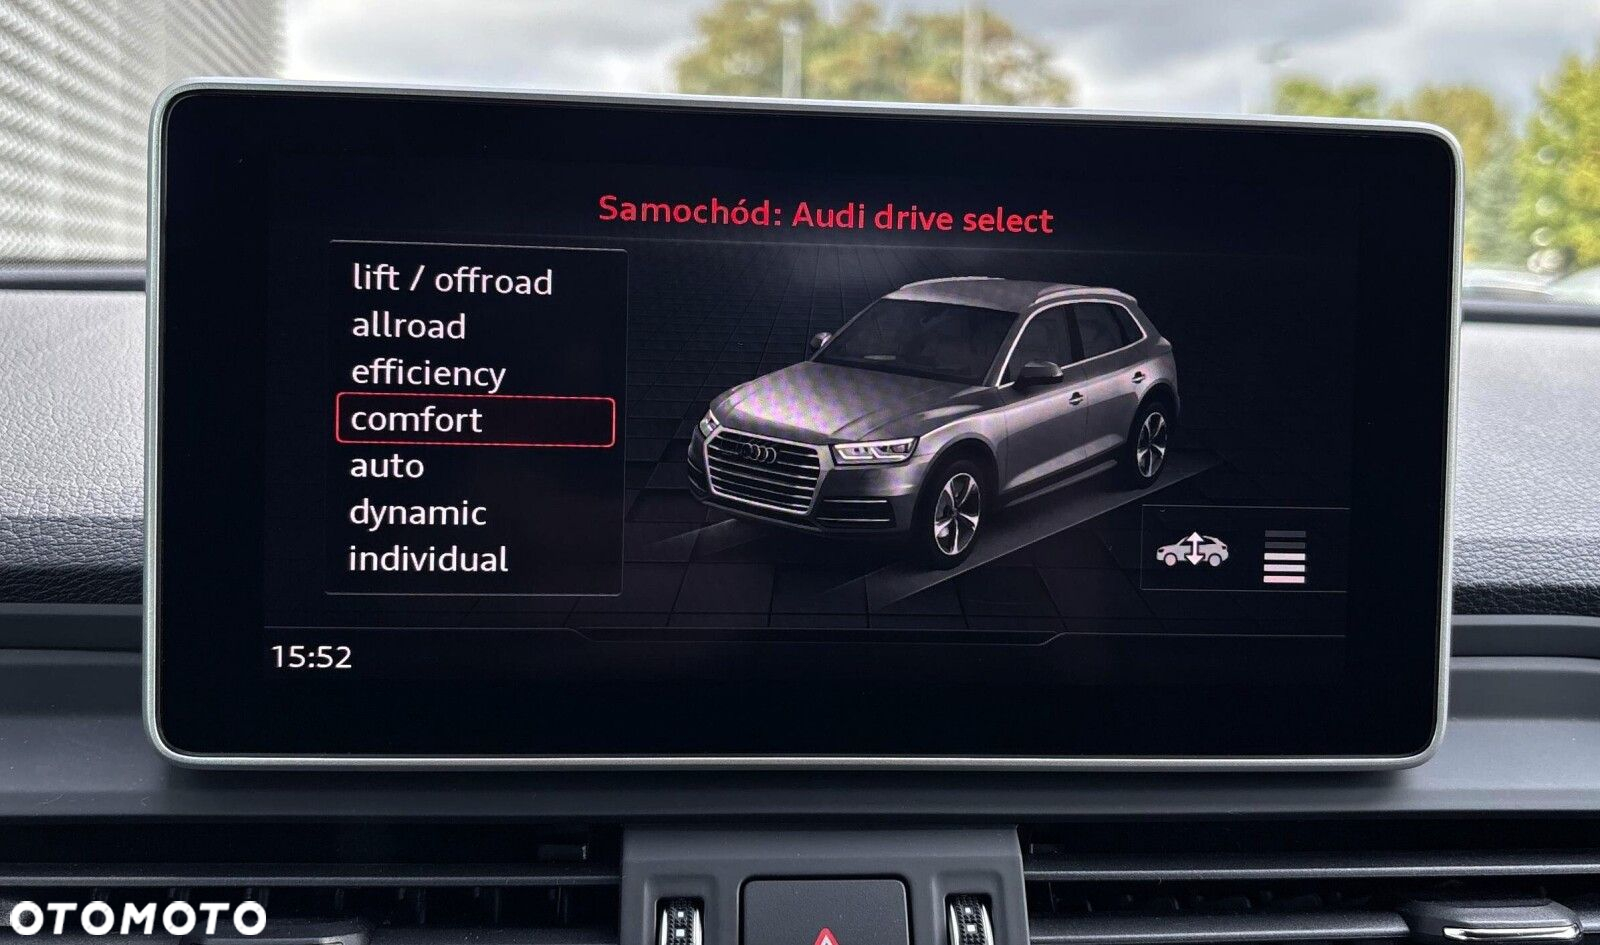 Samochód: Audi drive select
lift / offroad
allroad
efficiency
comfort
auto
dynamic
individual
15:52
OTOMOTO